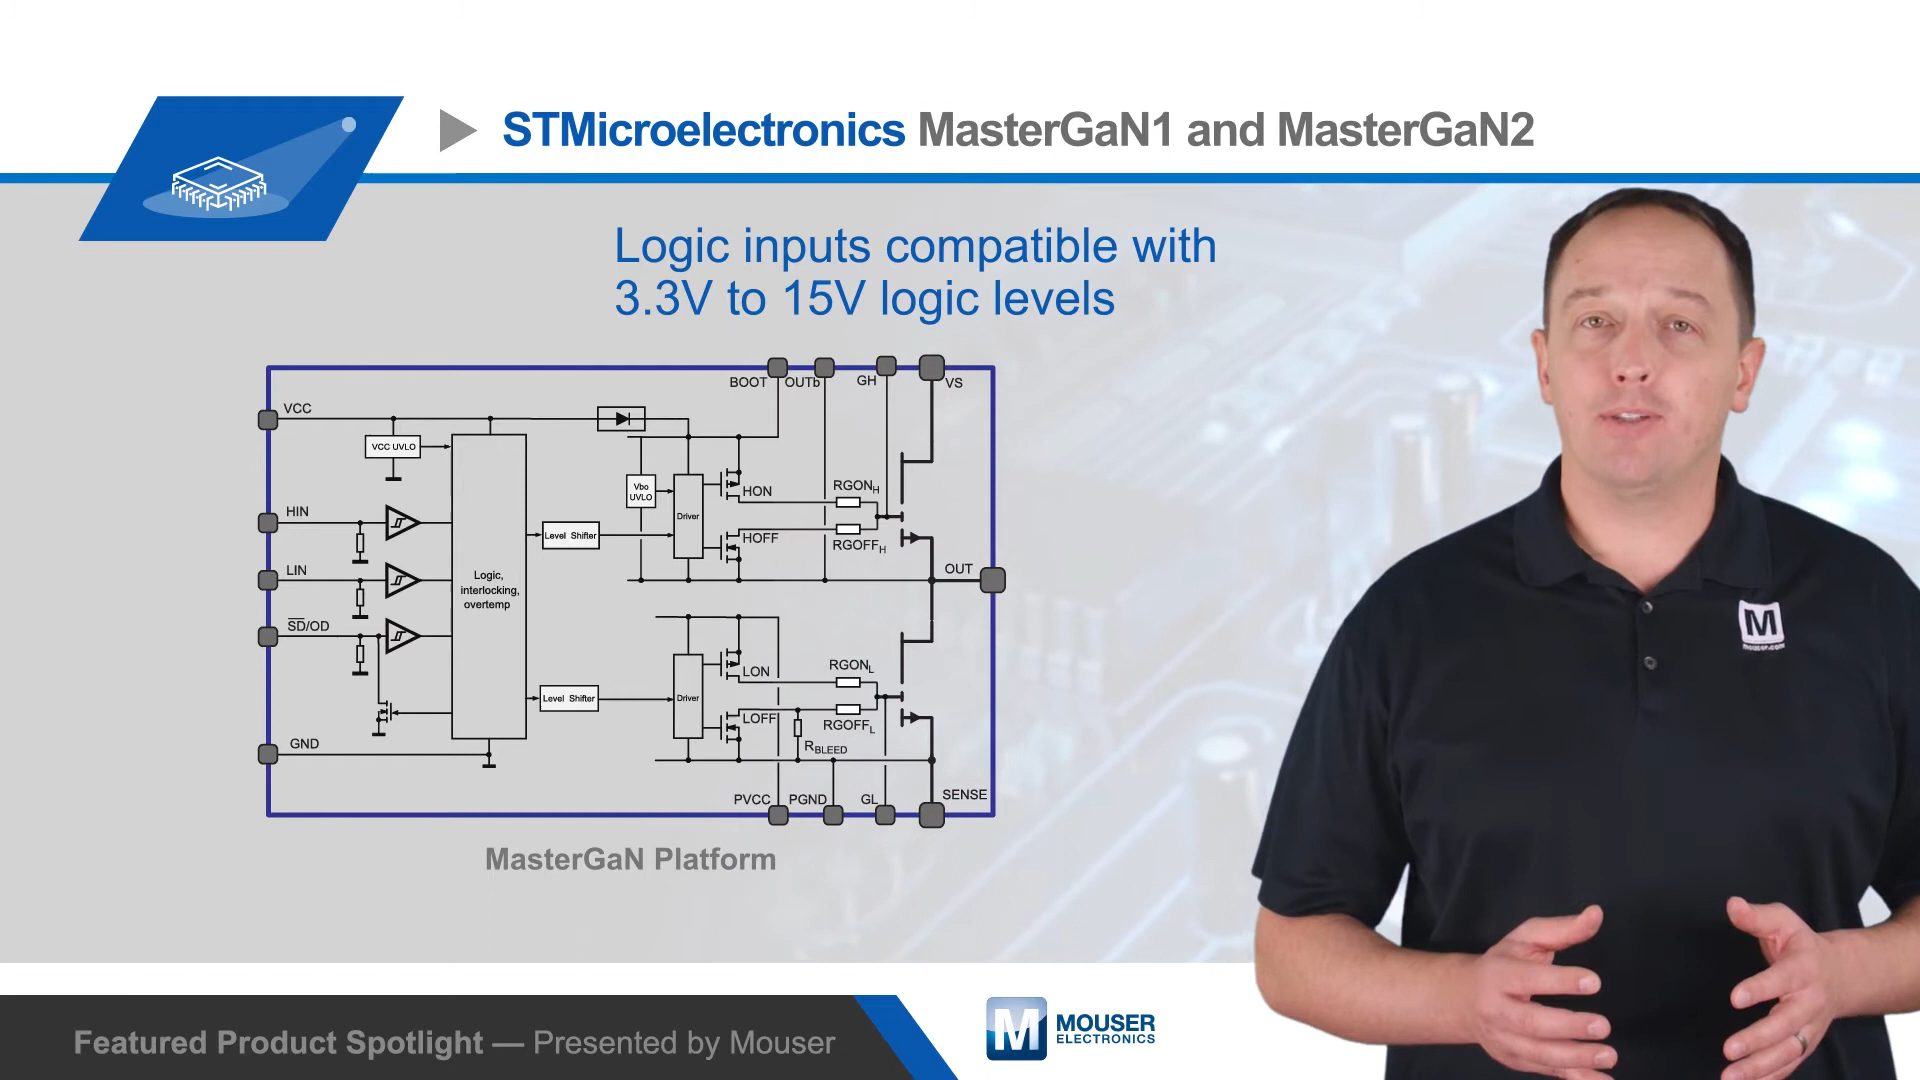 STMicroelectronics MasterGaN1 and MasterGaN2
Logic inputs compatible with
3.3V to 15V logic levels
BOOT OUTb GH VS
VCC
VCC UVLO
HIN
LIN
S̅D̅/OD
GND
Logic,
interlocking,
overtemp
Level Shifter
Level Shifter
Vbo
UVLO
Driver
HON
HOFF
RGONH
RGOFFH
OUT
Driver
LON
LOFF
RGONL
RGOFFL
RBLEED
PVCC PGND GL SENSE
MasterGaN Platform
M
mouser.com
Featured Product Spotlight — Presented by Mouser
M MOUSER
ELECTRONICS